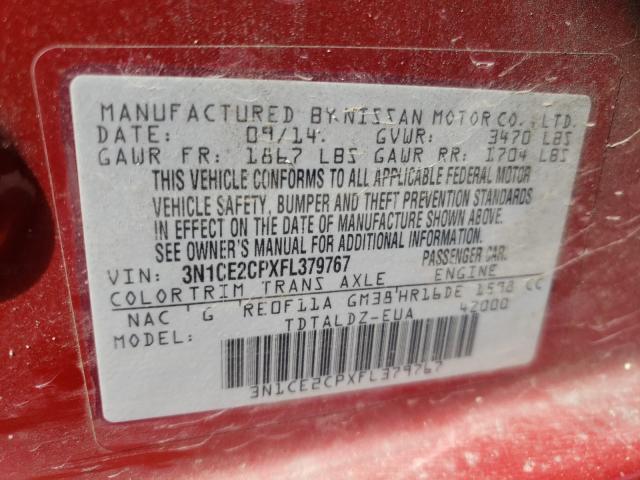 MANUFACTURED BY NISSAN MOTOR CO., LTD.
DATE: 09/14 GVWR: 3470 LBS
GAWR FR: 1867 LBS GAWR RR: 1704 LBS
THIS VEHICLE CONFORMS TO ALL APPLICABLE FEDERAL MOTOR
VEHICLE SAFETY, BUMPER AND THEFT PREVENTION STANDARDS
IN EFFECT ON THE DATE OF MANUFACTURE SHOWN ABOVE.
SEE OWNER'S MANUAL FOR ADDITIONAL INFORMATION.
VIN: 3N1CE2CPXFL379767 PASSENGER CAR.
COLOR TRIM TRANS AXLE ENGINE
NAC G RE0F11A GM38 HR16DE 1598 CC
MODEL: TDTALDZ-EUA 42000
3N1CE2CPXFL379767